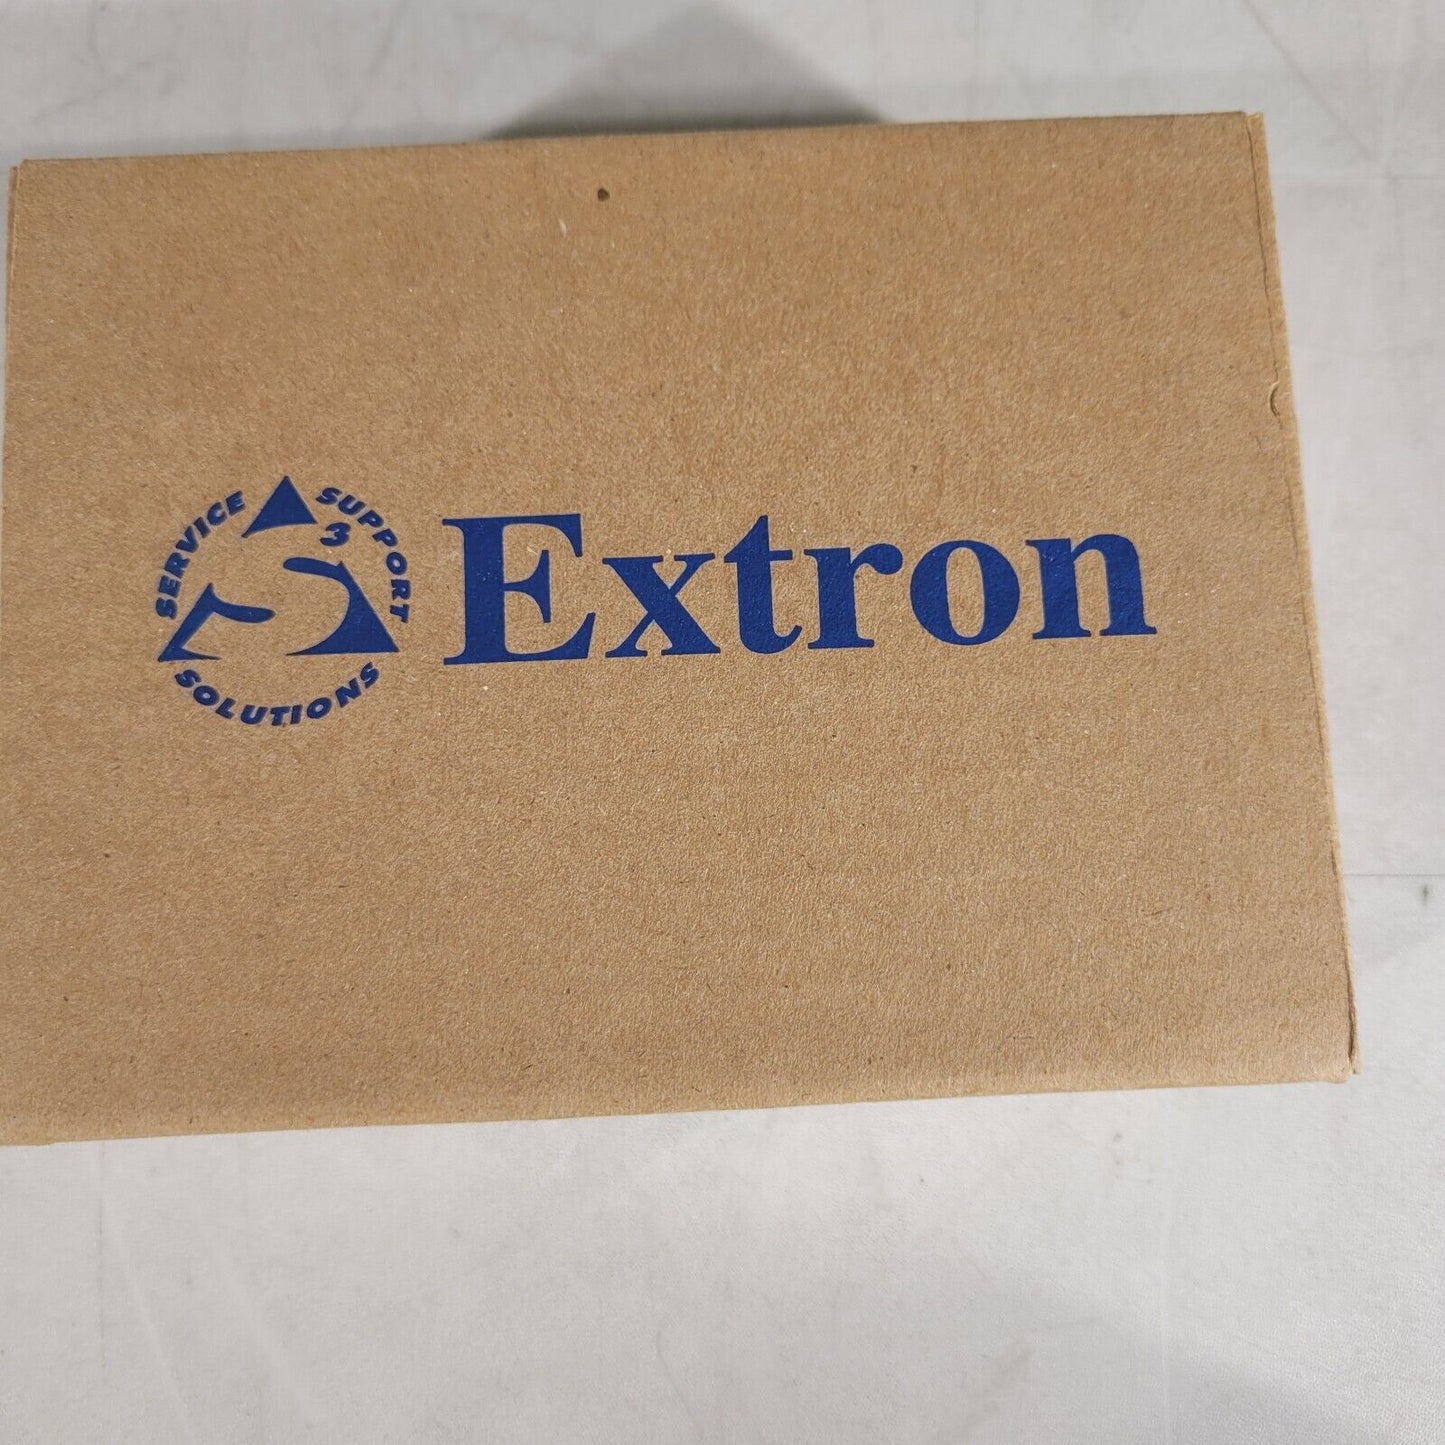 SERVICE
SUPPORT
3
SOLUTIONS
Extron